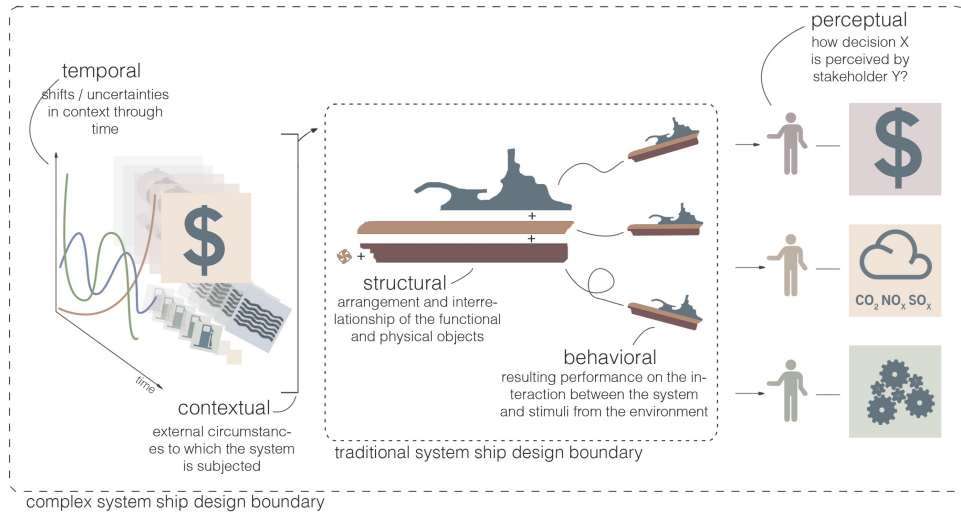 temporal
shifts / uncertainties
in context through
time
time
$
contextual
external circumstanc-
es to which the system
is subjected
+
+
+
structural
arrangement and interre-
lationship of the functional
and physical objects
behavioral
resulting performance on the in-
teraction between the system
and stimuli from the environment
traditional system ship design boundary
perceptual
how decision X
is perceived by
stakeholder Y?
$
CO₂ NOₓ SOₓ
complex system ship design boundary